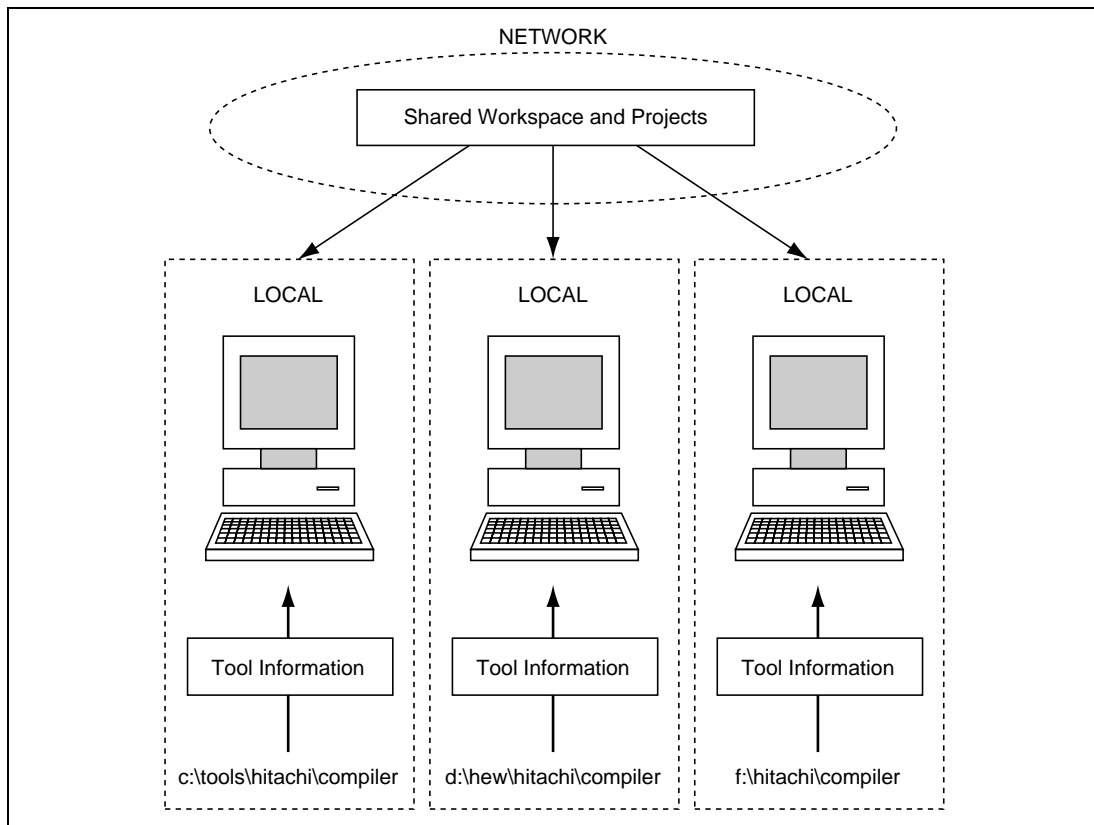 NETWORK
Shared Workspace and Projects
LOCAL
LOCAL
LOCAL
Tool Information
Tool Information
Tool Information
c:\tools\hitachi\compiler
d:\hew\hitachi\compiler
f:\hitachi\compiler